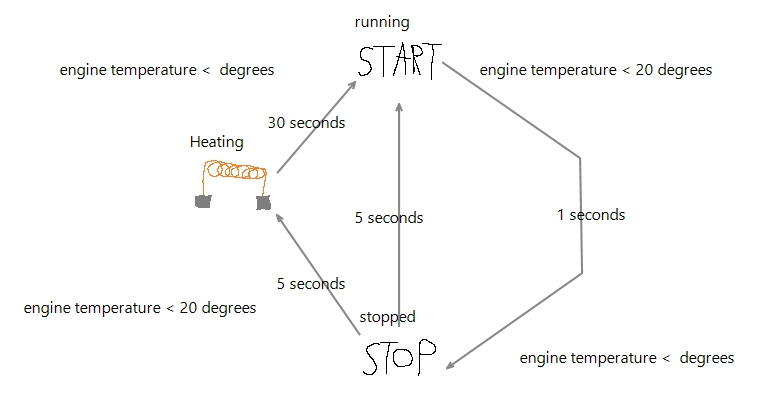 running
START
engine temperature <  degrees
engine temperature < 20 degrees
30 seconds
Heating
5 seconds
1 seconds
5 seconds
engine temperature < 20 degrees
stopped
STOP
engine temperature <  degrees